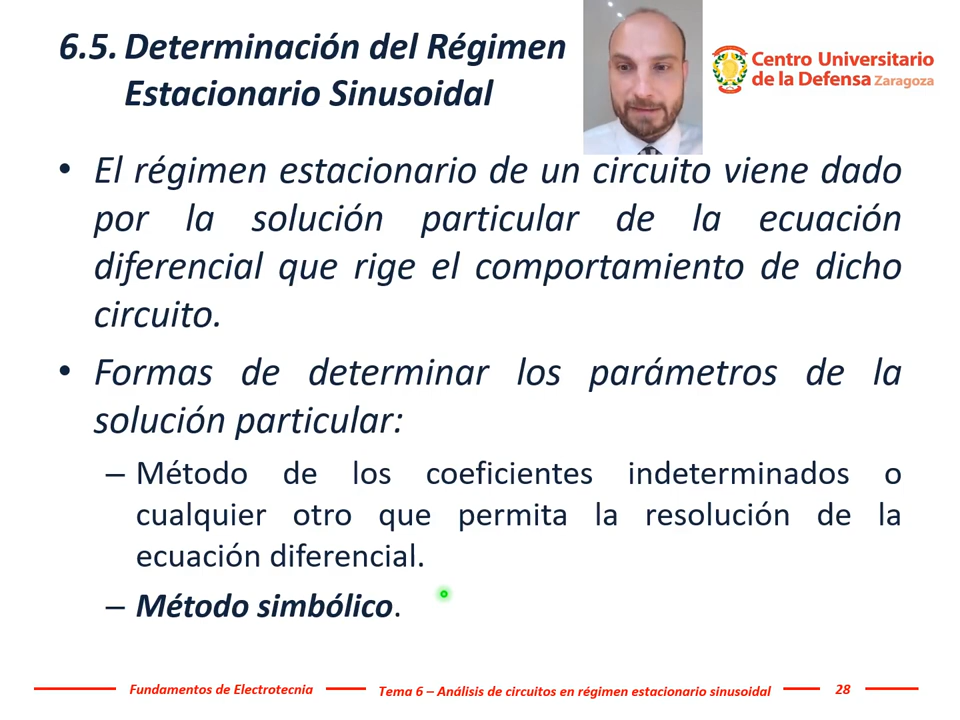 6.5. Determinación del Régimen
Estacionario Sinusoidal
Centro Universitario
de la Defensa Zaragoza
• El régimen estacionario de un circuito viene dado
por la solución particular de la ecuación
diferencial que rige el comportamiento de dicho
circuito.
• Formas de determinar los parámetros de la
solución particular:
– Método de los coeficientes indeterminados o
cualquier otro que permita la resolución de la
ecuación diferencial.
– Método simbólico.
Fundamentos de Electrotecnia
Tema 6 – Análisis de circuitos en régimen estacionario sinusoidal
28